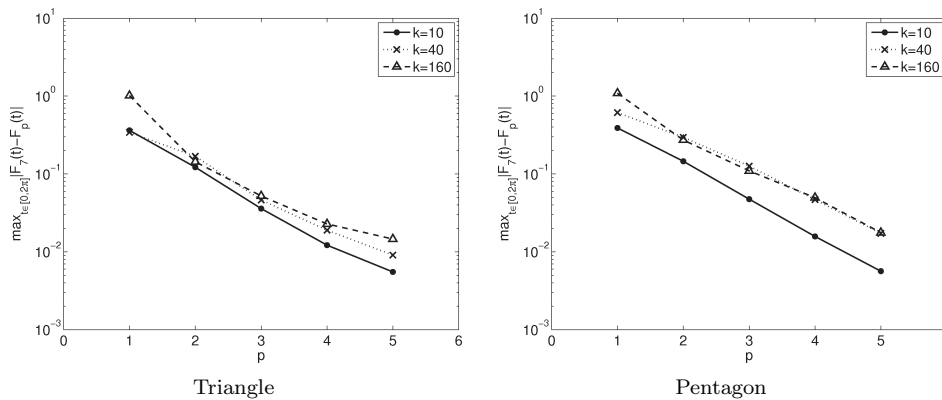 10^1
10^0
10^-1
10^-2
10^-3
max_{t∈[0,2π]}|F_7(t)−F_p(t)|
k=10
k=40
k=160
0 1 2 3 4 5 6
p
Triangle
10^1
10^0
10^-1
10^-2
10^-3
max_{t∈[0,2π]}|F_7(t)−F_p(t)|
k=10
k=40
k=160
0 1 2 3 4 5
p
Pentagon